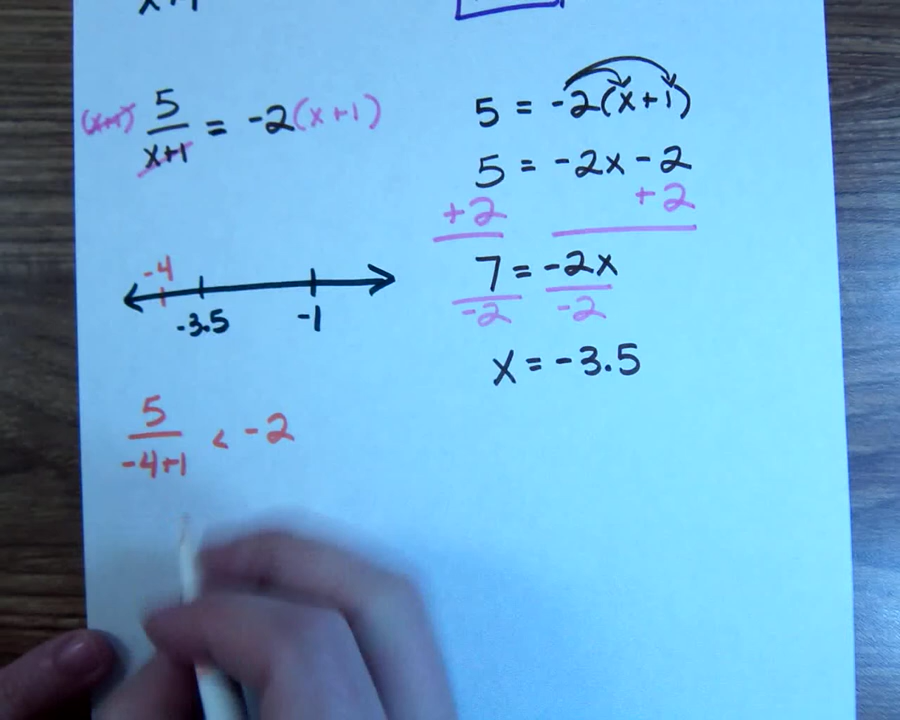 x+1
(x+1) 5/x+1 = -2(x+1)
-4
-3.5 -1
5/-4+1 < -2
5 = -2(x+1)
5 = -2x - 2
+2 +2
7 = -2x
-2 -2
x = -3.5